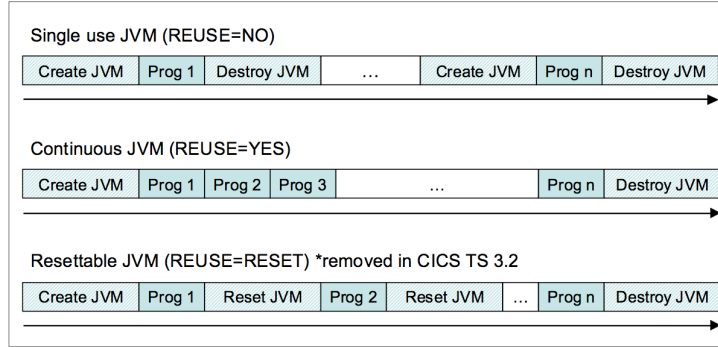 Single use JVM (REUSE=NO)
Create JVM Prog 1 Destroy JVM ... Create JVM Prog n Destroy JVM
Continuous JVM (REUSE=YES)
Create JVM Prog 1 Prog 2 Prog 3 ... Prog n Destroy JVM
Resettable JVM (REUSE=RESET) *removed in CICS TS 3.2
Create JVM Prog 1 Reset JVM Prog 2 Reset JVM ... Prog n Destroy JVM